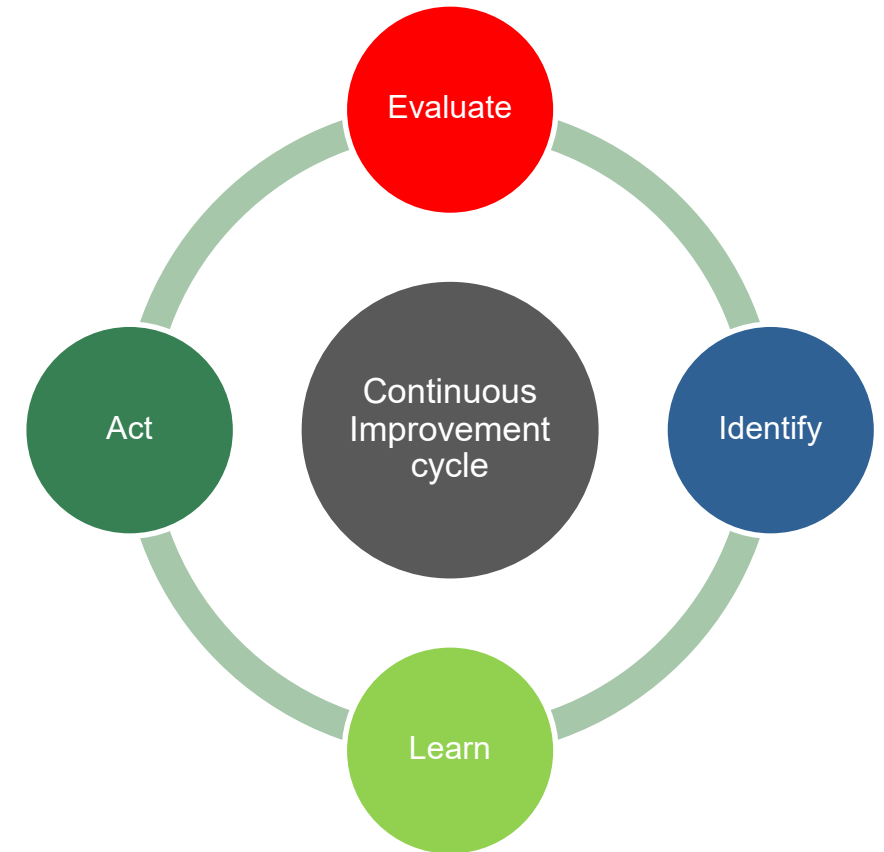 Evaluate
Continuous
Improvement
cycle
Act
Identify
Learn